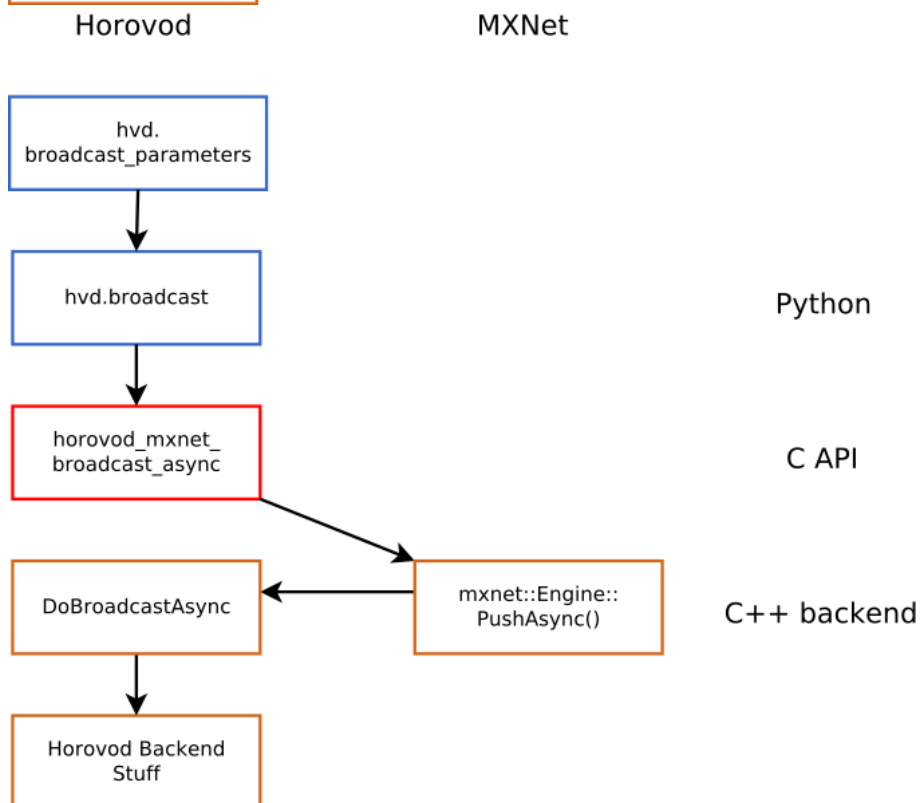 Horovod
MXNet
hvd.
broadcast_parameters
hvd.broadcast
Python
horovod_mxnet_
broadcast_async
C API
DoBroadcastAsync
mxnet::Engine::
PushAsync()
C++ backend
Horovod Backend
Stuff